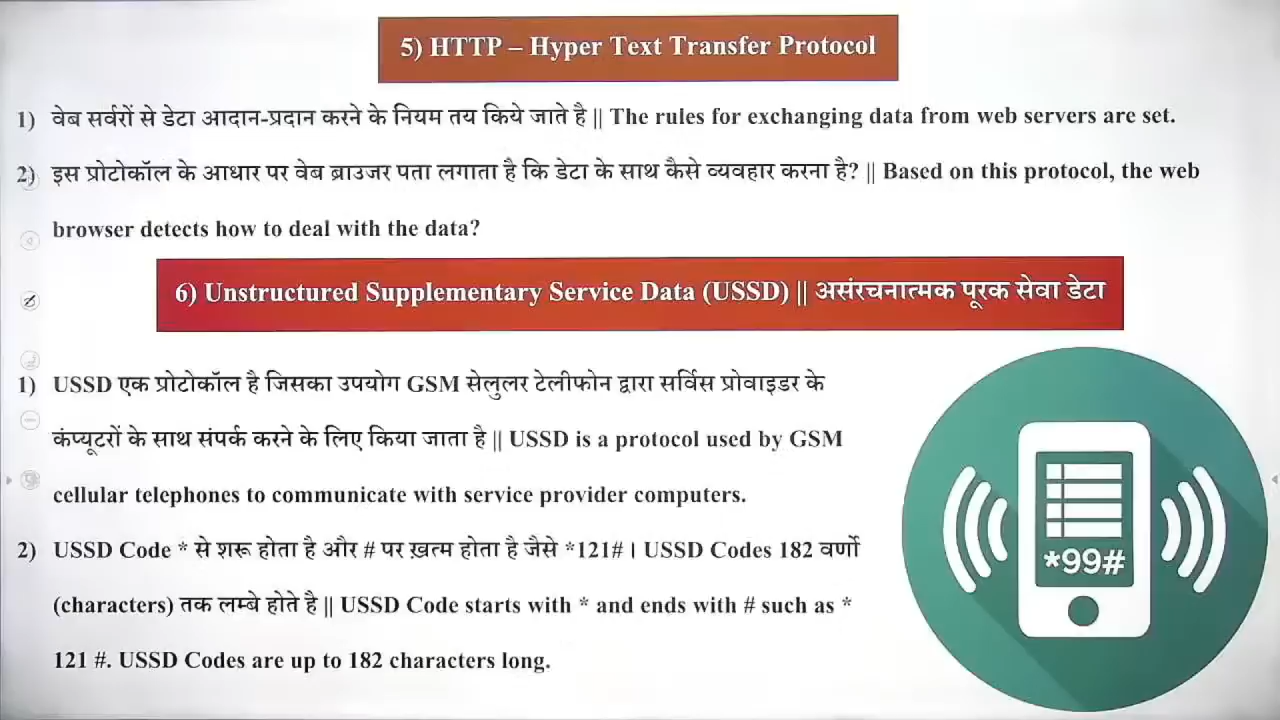 5) HTTP – Hyper Text Transfer Protocol
1) वेब सर्वरों से डेटा आदान-प्रदान करने के नियम तय किये जाते है || The rules for exchanging data from web servers are set.
2) इस प्रोटोकॉल के आधार पर वेब ब्राउजर पता लगाता है कि डेटा के साथ कैसे व्यवहार करना है? || Based on this protocol, the web
browser detects how to deal with the data?
6) Unstructured Supplementary Service Data (USSD) || असंरचनात्मक पूरक सेवा डेटा
1) USSD एक प्रोटोकॉल है जिसका उपयोग GSM सेलुलर टेलीफोन द्वारा सर्विस प्रोवाइडर के
कंप्यूटरों के साथ संपर्क करने के लिए किया जाता है || USSD is a protocol used by GSM
cellular telephones to communicate with service provider computers.
2) USSD Code * से शरू होता है और # पर ख़त्म होता है जैसे *121# । USSD Codes 182 वर्णो
(characters) तक लम्बे होते है || USSD Code starts with * and ends with # such as *
121 #. USSD Codes are up to 182 characters long.
*99#